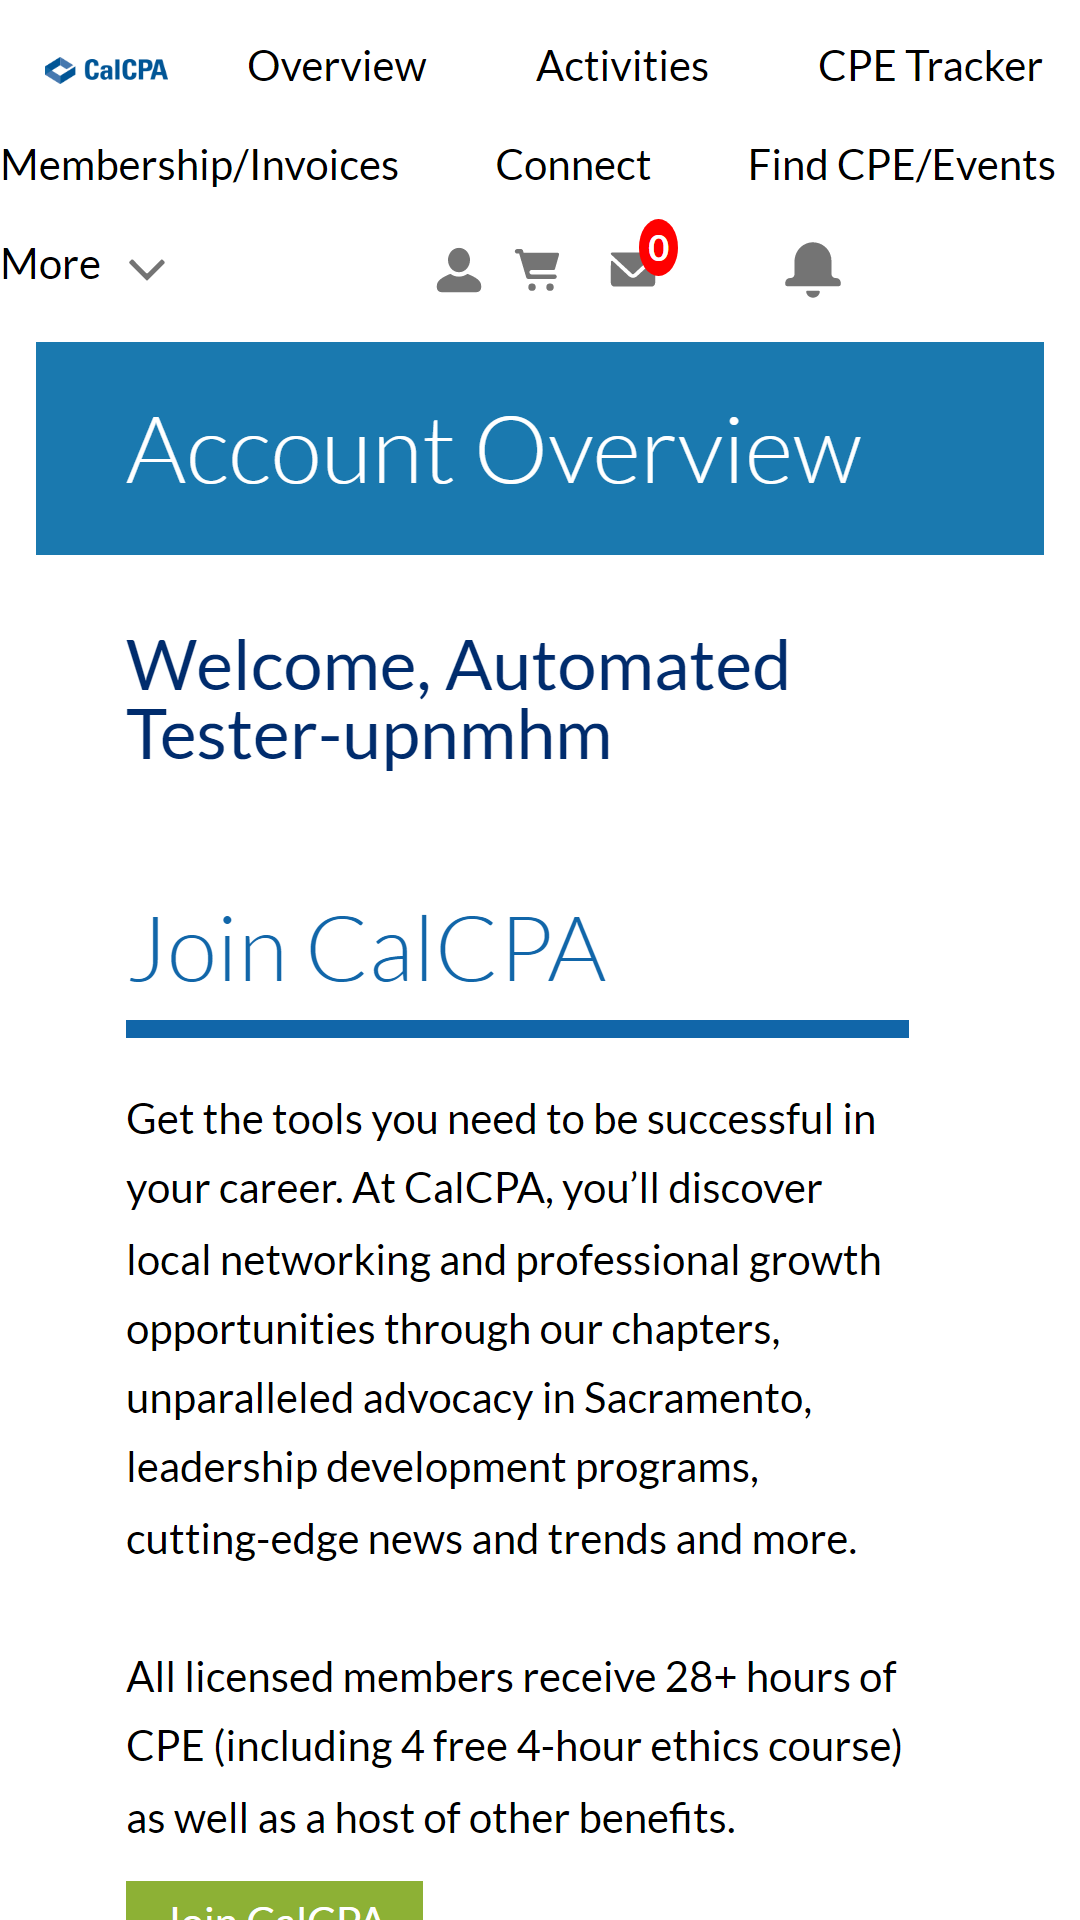 CalCPA Overview Activities CPE Tracker
Membership/Invoices Connect Find CPE/Events
More 0
Account Overview
Welcome, Automated
Tester-upnmhm
Join CalCPA
Get the tools you need to be successful in
your career. At CalCPA, you’ll discover
local networking and professional growth
opportunities through our chapters,
unparalleled advocacy in Sacramento,
leadership development programs,
cutting-edge news and trends and more.
All licensed members receive 28+ hours of
CPE (including 4 free 4-hour ethics course)
as well as a host of other benefits.
Join CalCPA